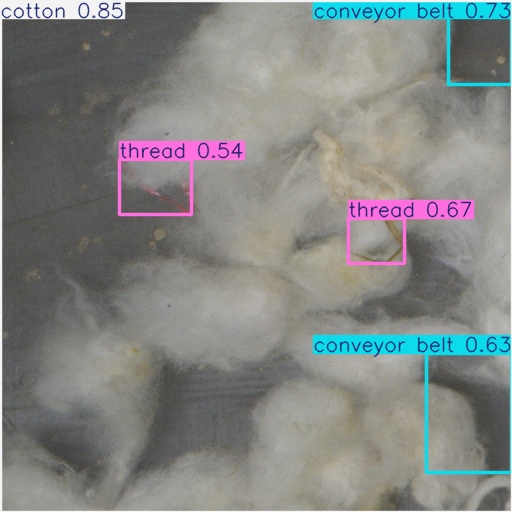 cotton 0.85
conveyor belt 0.73
thread 0.54
thread 0.67
conveyor belt 0.63